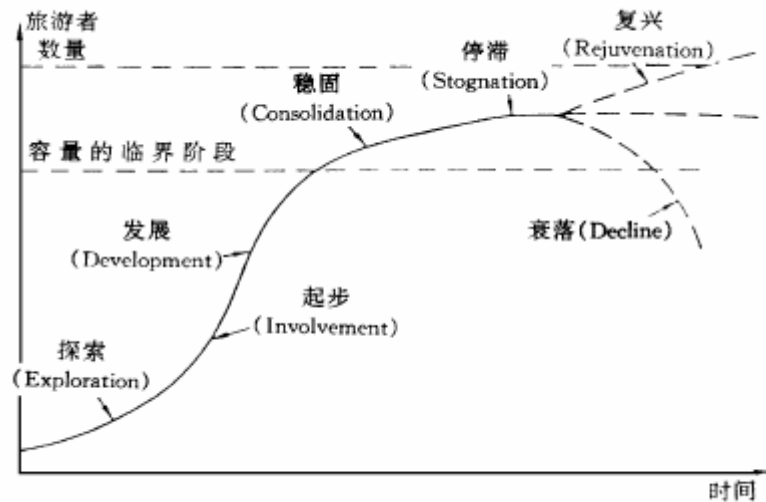 旅游者
数量
复兴
(Rejuvenation)
停滞
(Stognation)
稳固
(Consolidation)
容量的临界阶段
发展
(Development)
衰落(Decline)
起步
(Involvement)
探索
(Exploration)
时间